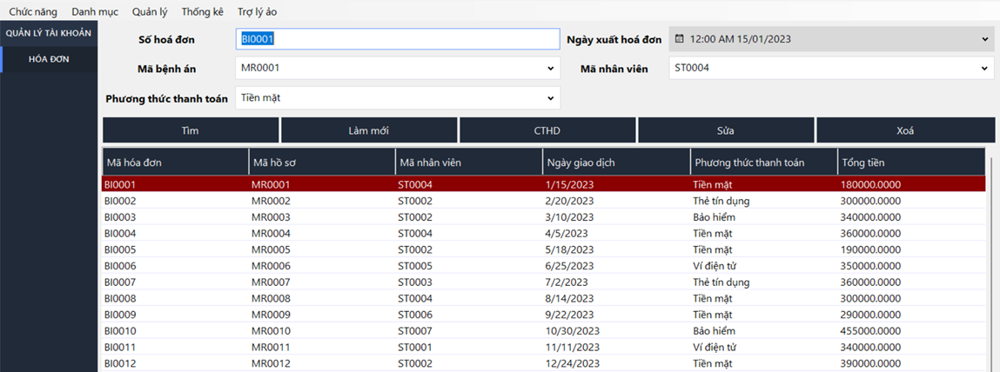 Chức năng Danh mục Quản lý Thống kê Trợ lý ảo
QUẢN LÝ TÀI KHOẢN
HÓA ĐƠN
Số hoá đơn BI0001 Ngày xuất hoá đơn 12:00 AM 15/01/2023
Mã bệnh án MR0001 Mã nhân viên ST0004
Phương thức thanh toán Tiền mặt
Tìm Làm mới CTHD Sửa Xoá
Mã hóa đơn Mã hồ sơ Mã nhân viên Ngày giao dịch Phương thức thanh toán Tổng tiền
BI0001 MR0001 ST0004 1/15/2023 Tiền mặt 180000.0000
BI0002 MR0002 ST0002 2/20/2023 Thẻ tín dụng 300000.0000
BI0003 MR0003 ST0002 3/10/2023 Bảo hiểm 340000.0000
BI0004 MR0004 ST0004 4/5/2023 Tiền mặt 360000.0000
BI0005 MR0005 ST0002 5/18/2023 Tiền mặt 190000.0000
BI0006 MR0006 ST0005 6/25/2023 Ví điện tử 350000.0000
BI0007 MR0007 ST0003 7/2/2023 Thẻ tín dụng 360000.0000
BI0008 MR0008 ST0004 8/14/2023 Tiền mặt 300000.0000
BI0009 MR0009 ST0006 9/22/2023 Tiền mặt 290000.0000
BI0010 MR0010 ST0007 10/30/2023 Bảo hiểm 455000.0000
BI0011 MR0011 ST0001 11/11/2023 Ví điện tử 340000.0000
BI0012 MR0012 ST0002 12/24/2023 Tiền mặt 390000.0000